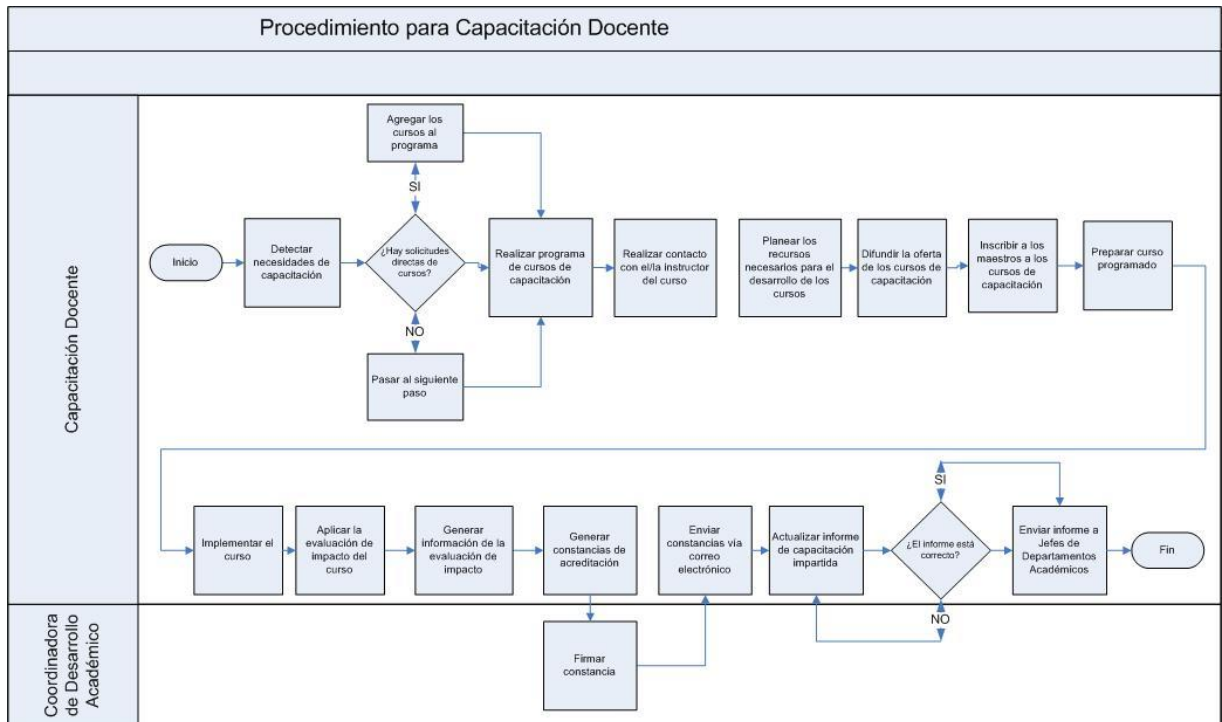 Procedimiento para Capacitación Docente
Capacitación Docente
Agregar los
cursos al
programa
SI
Inicio
Detectar
necesidades de
capacitación
¿Hay solicitudes
directas de
cursos?
Realizar programa
de cursos de
capacitación
Realizar contacto
con el/la instructor
del curso
Planear los
recursos
necesarios para el
desarrollo de los
cursos
Difundir la oferta
de los cursos de
capacitación
Inscribir a los
maestros a los
cursos de
capacitación
Preparar curso
programado
NO
Pasar al siguiente
paso
Implementar el
curso
Aplicar la
evaluación de
impacto del
curso
Generar
información de la
evaluación de
impacto
Generar
constancias de
acreditación
Enviar
constancias vía
correo
electrónico
Actualizar informe
de capacitación
impartida
SI
¿El informe está
correcto?
NO
Enviar informe a
Jefes de
Departamentos
Académicos
Fin
Coordinadora
de Desarrollo
Académico
Firmar
constancia